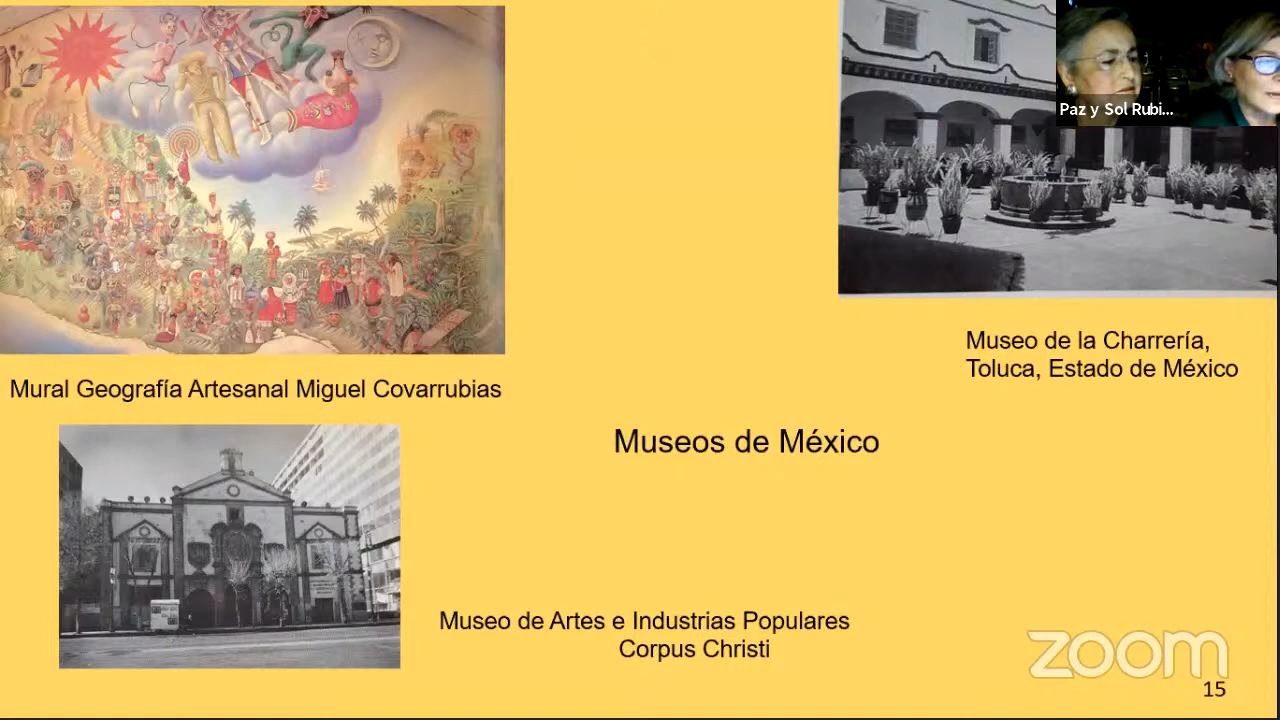 Paz y Sol Rubi...
Museo de la Charrería,
Toluca, Estado de México
Mural Geografía Artesanal Miguel Covarrubias
Museos de México
Museo de Artes e Industrias Populares
Corpus Christi
zoom
15